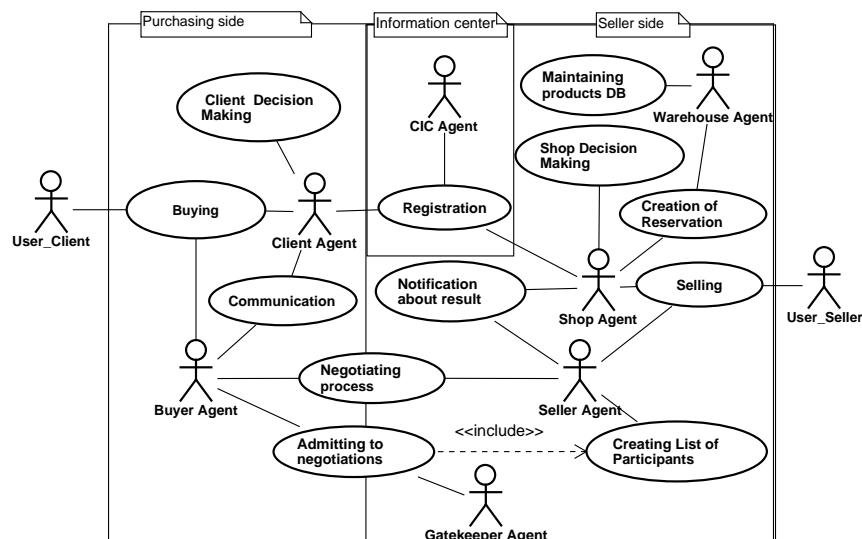 Purchasing side
Information center
Seller side
Client Decision
Making
CIC Agent
Maintaining
products DB
Warehouse Agent
Shop Decision
Making
Buying
User_Client
Client Agent
Registration
Creation of
Reservation
Communication
Notification
about result
Shop Agent
Selling
User_Seller
Buyer Agent
Negotiating
process
Seller Agent
Admitting to
negotiations
<<include>>
Creating List of
Participants
Gatekeeper Agent